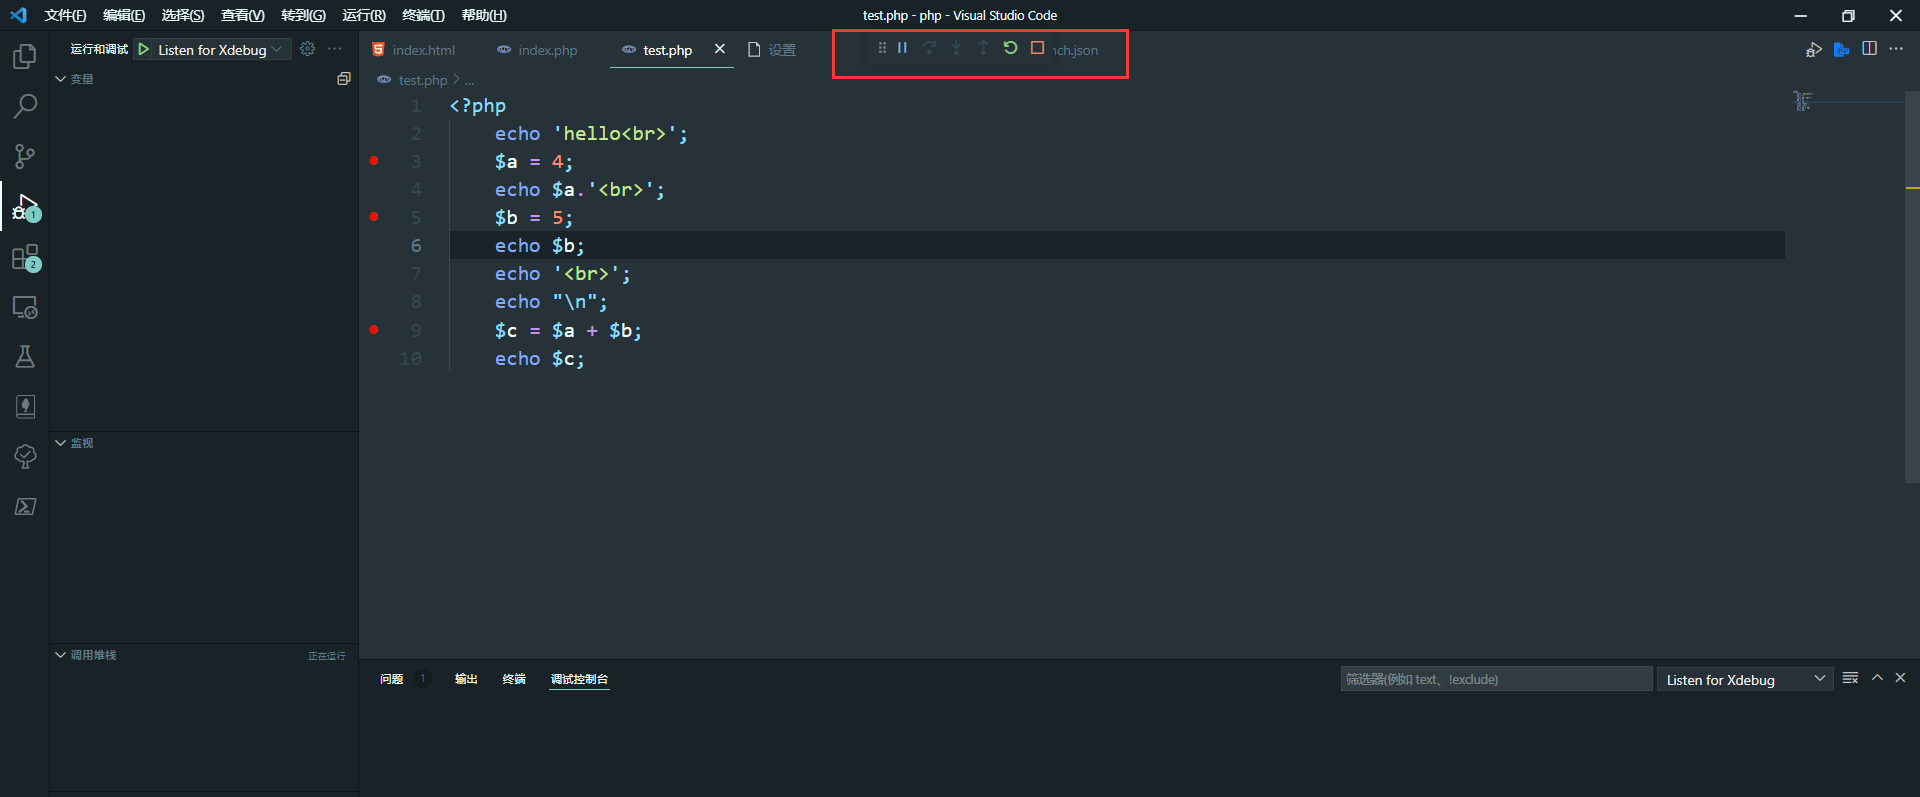 文件(F) 编辑(E) 选择(S) 查看(V) 转到(G) 运行(R) 终端(T) 帮助(H) test.php - php - Visual Studio Code
运行和调试 Listen for Xdebug ···
index.html index.php test.php 设置 nch.json ···
变量
test.php > ...
1 <?php
2 echo 'hello<br>';
3 $a = 4;
4 echo $a.'<br>';
5 $b = 5;
6 echo $b;
7 echo '<br>';
8 echo "\n";
9 $c = $a + $b;
10 echo $c;
1
2
监视
调用堆栈 正在运行
问题 1 输出 终端 调试控制台 筛选器(例如 text、!exclude) Listen for Xdebug